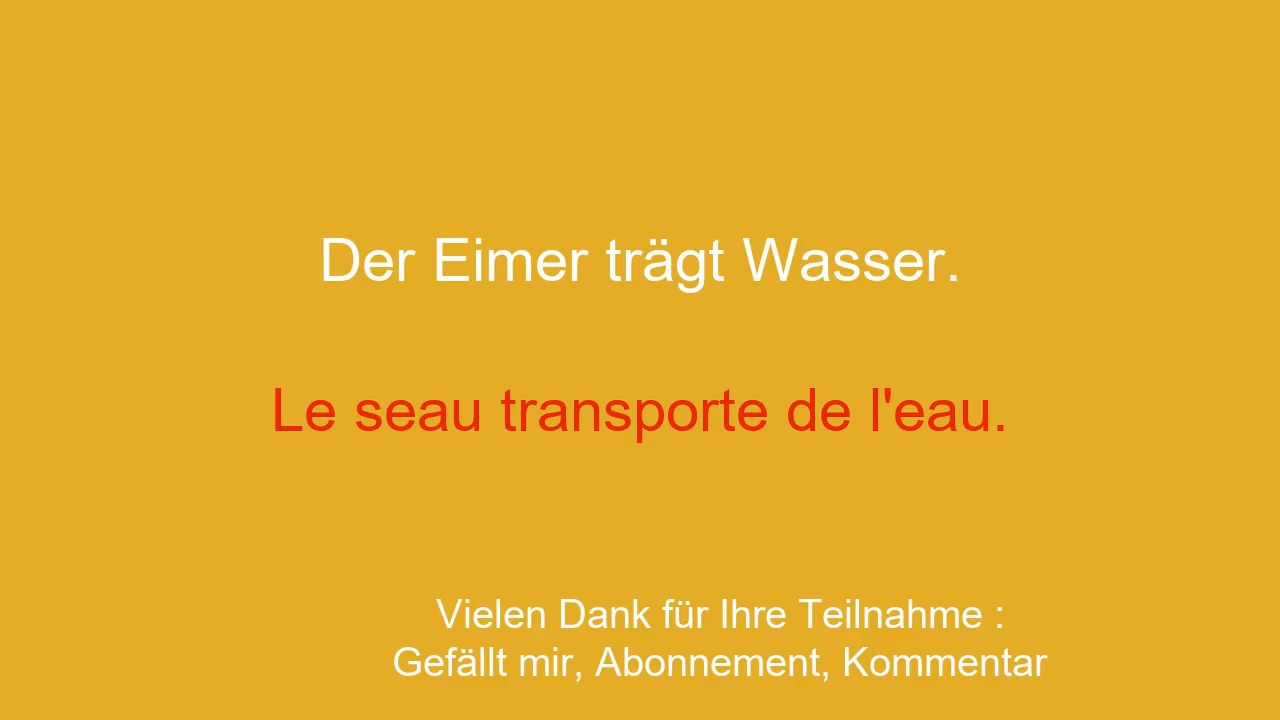 Der Eimer trägt Wasser.
Le seau transporte de l'eau.
Vielen Dank für Ihre Teilnahme :
Gefällt mir, Abonnement, Kommentar